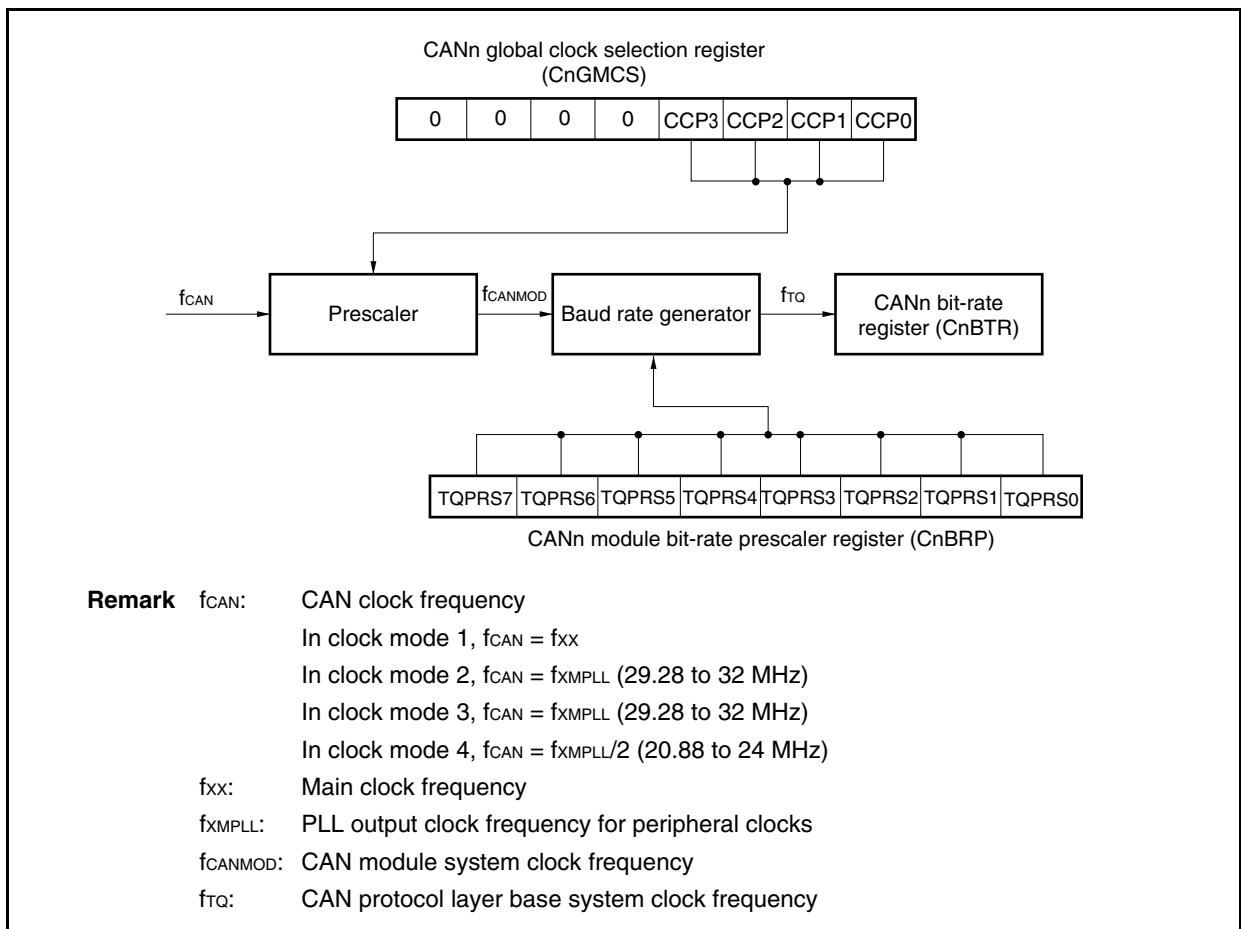 CANn global clock selection register
(CnGMCS)
0 0 0 0 CCP3 CCP2 CCP1 CCP0
fCAN
Prescaler
fCANMOD
Baud rate generator
fTQ
CANn bit-rate
register (CnBTR)
TQPRS7 TQPRS6 TQPRS5 TQPRS4 TQPRS3 TQPRS2 TQPRS1 TQPRS0
CANn module bit-rate prescaler register (CnBRP)
Remark fCAN: CAN clock frequency
In clock mode 1, fCAN = fXX
In clock mode 2, fCAN = fXMPLL (29.28 to 32 MHz)
In clock mode 3, fCAN = fXMPLL (29.28 to 32 MHz)
In clock mode 4, fCAN = fXMPLL/2 (20.88 to 24 MHz)
fXX: Main clock frequency
fXMPLL: PLL output clock frequency for peripheral clocks
fCANMOD: CAN module system clock frequency
fTQ: CAN protocol layer base system clock frequency